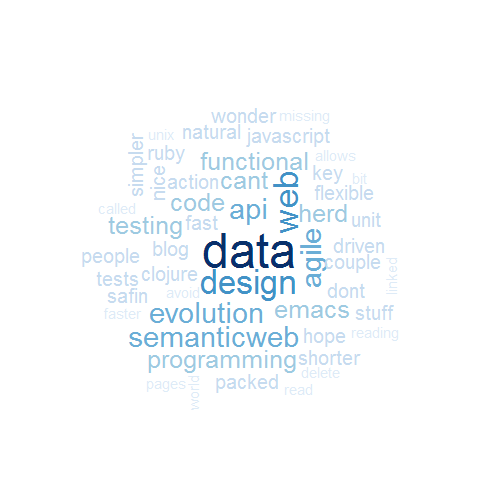 wonder
missing
unix
natural
javascript
simpler
ruby
functional
allows
nice
action
cant
key
bit
web
flexible
code
api
herd
called
testing
fast
unit
data
agile
driven
people
blog
couple
linked
tests
clojure
design
dont
safin
avoid
evolution
emacs
stuff
faster
semanticweb
hope
reading
programming
shorter
pages
world
packed
delete
read